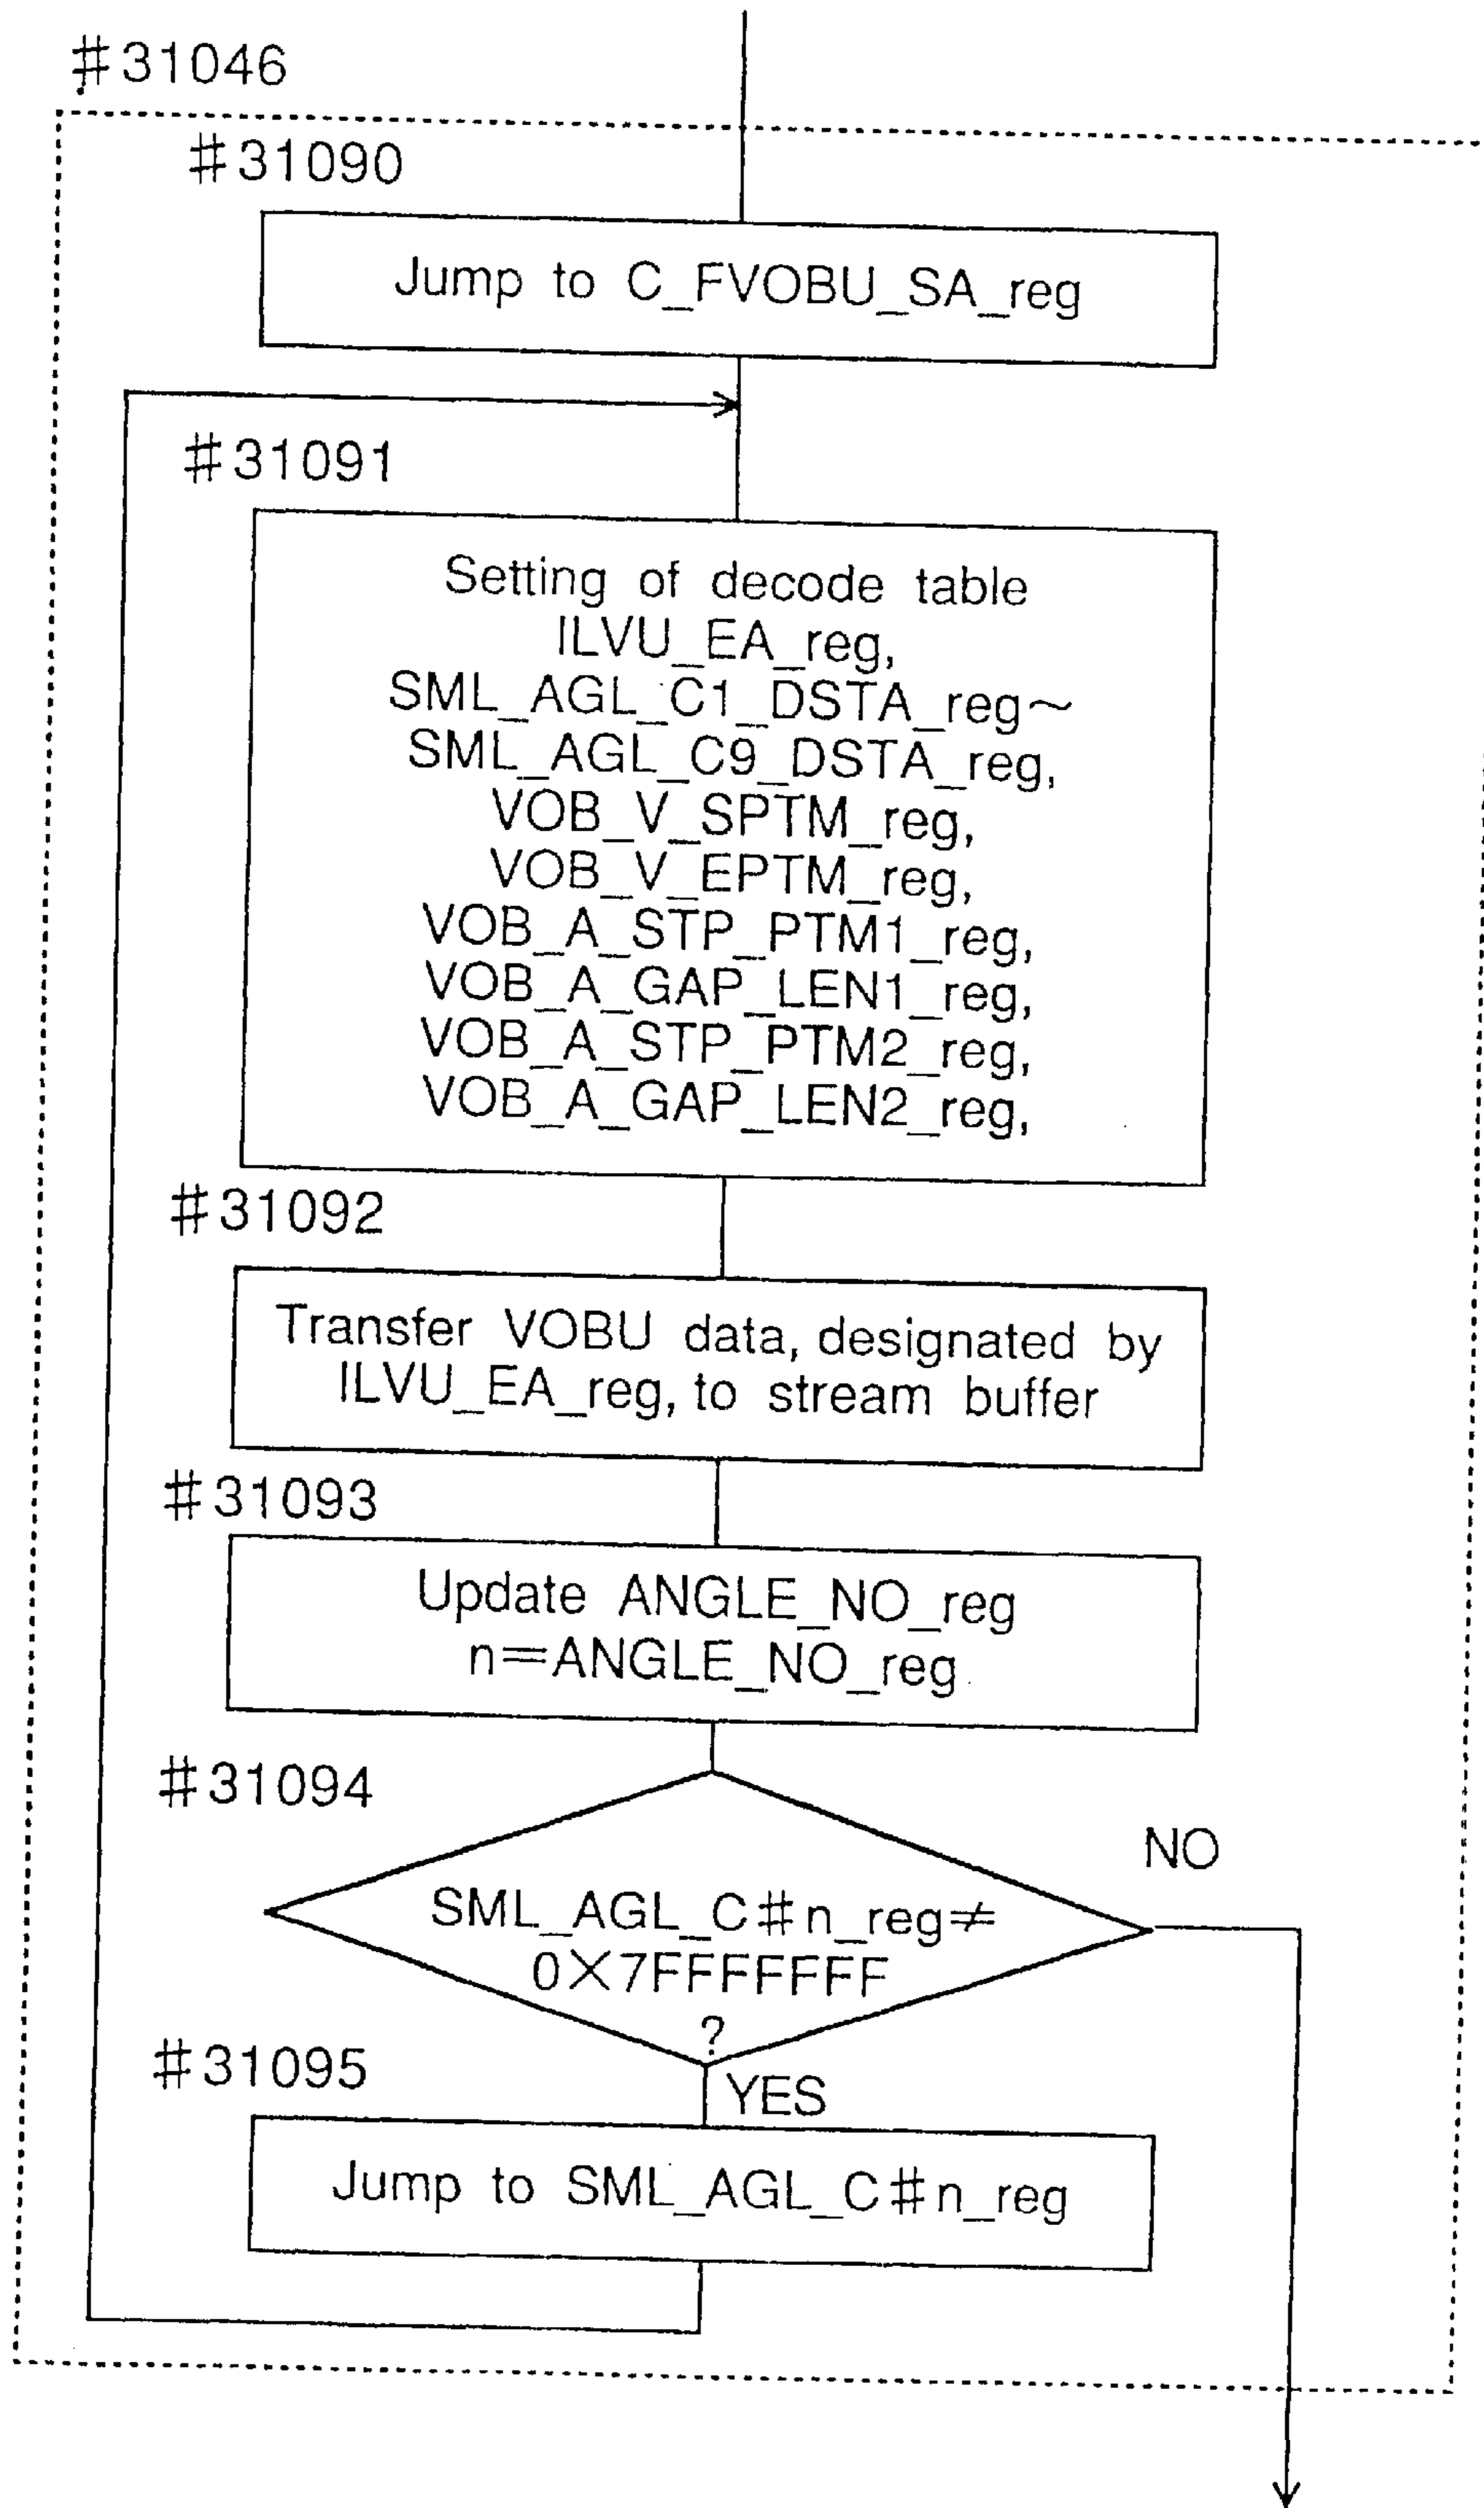 #31046
#31090
Jump to C_FVOBU_SA_reg
#31091
Setting of decode table
ILVU_EA_reg,
SML_AGL_C1_DSTA_reg~
SML_AGL_C9_DSTA_reg,
VOB_V_SPTM_reg,
VOB_V_EPTM_reg,
VOB_A_STP_PTM1_reg,
VOB_A_GAP_LEN1_reg,
VOB_A_STP_PTM2_reg,
VOB_A_GAP_LEN2_reg,
#31092
Transfer VOBU data, designated by
ILVU_EA_reg, to stream buffer
#31093
Update ANGLE_NO_reg
n=ANGLE_NO_reg
#31094
NO
SML_AGL_C#n_reg≠
0X7FFFFFFF
?
#31095
YES
Jump to SML_AGL_C#n_reg